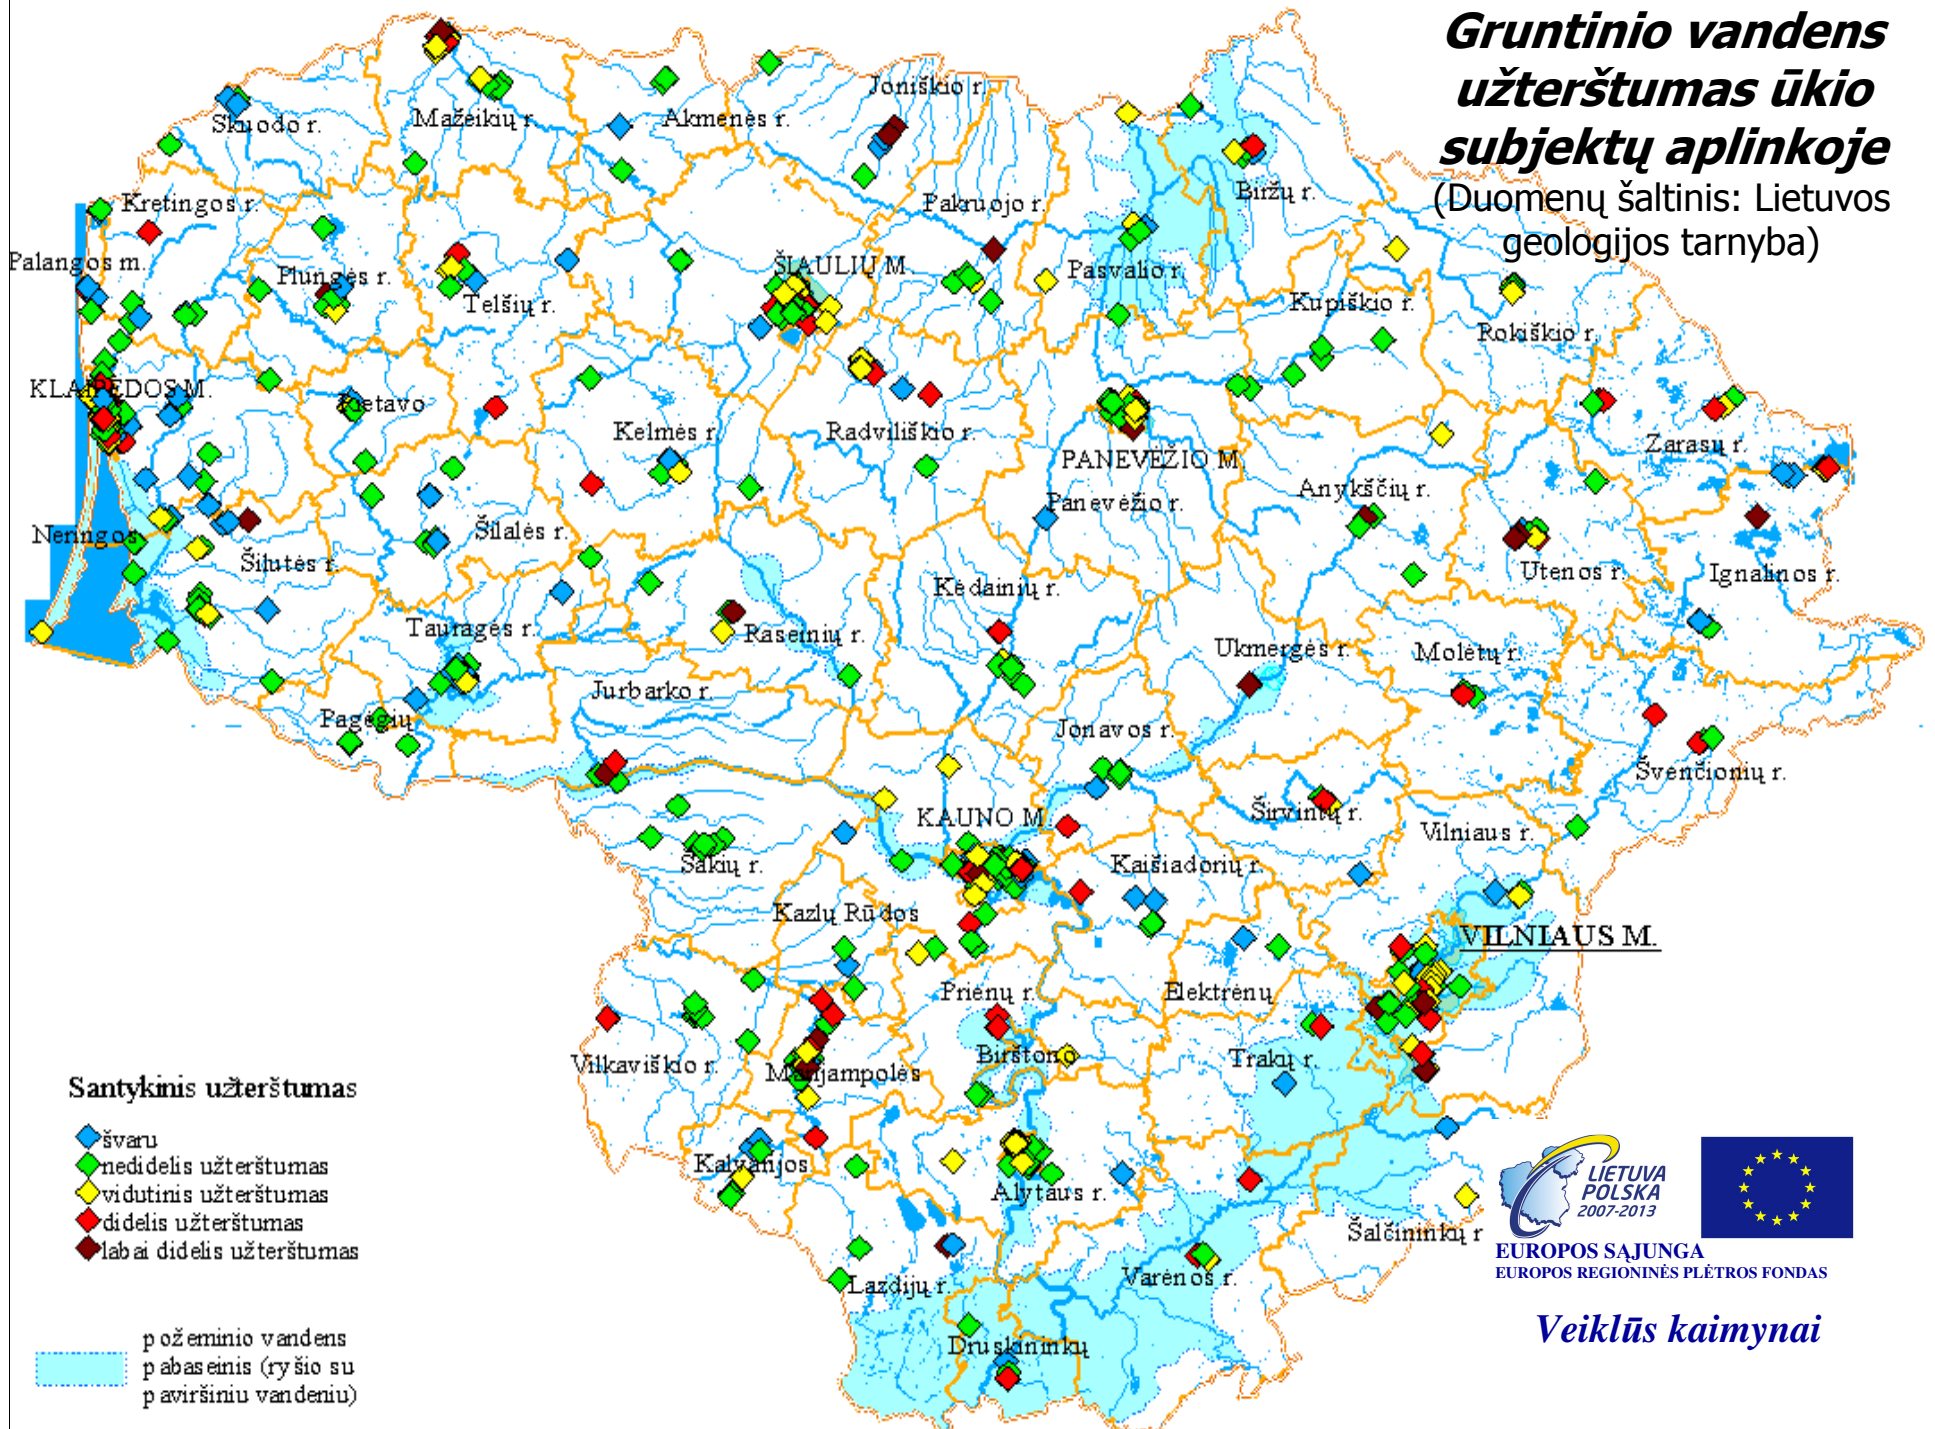 Gruntinio vandens
užterštumas ūkio
subjektų aplinkoje
(Duomenų šaltinis: Lietuvos
geologijos tarnyba)
Joniškio r.
Skuodo r.
Mažeikių r.
Akmenės r.
Kretingos r.
Pakruojo r.
Biržų r.
Palangos m.
Plungės r.
Telšių r.
ŠIAULIŲ M.
Pasvalio r.
Kupiškio r.
Rokiškio r.
KLAIPĖDOS M.
Rietavo
Kelmės r.
Radviliškio r.
PANEVĖŽIO M.
Zarasų r.
Panevėžio r.
Anykščių r.
Neringos
Šilutės r.
Šilalės r.
Utenos r.
Ignalinos r.
Kėdainių r.
Tauragės r.
Raseinių r.
Ukmergės r.
Molėtų r.
Jurbarko r.
Pagėgių
Jonavos r.
Švenčionių r.
KAUNO M.
Širvintų r.
Vilniaus r.
Šakių r.
Kaišiadorių r.
Kazlų Rūdos
VILNIAUS M.
Prienų r.
Elektrėnų
Vilkaviškio r.
Marijampolės
Birštono
Trakų r.
Kalvarijos
Alytaus r.
Šalčininkų r
Lazdijų r.
Varėnos r.
Druskininkų
Santykinis užterštumas
švaru
nedidelis užterštumas
vidutinis užterštumas
didelis užterštumas
labai didelis užterštumas
požeminio vandens
pabaseinis (ryšio su
paviršiniu vandeniu)
LIETUVA
POLSKA
2007-2013
EUROPOS SĄJUNGA
EUROPOS REGIONINĖS PLĖTROS FONDAS
Veiklūs kaimynai